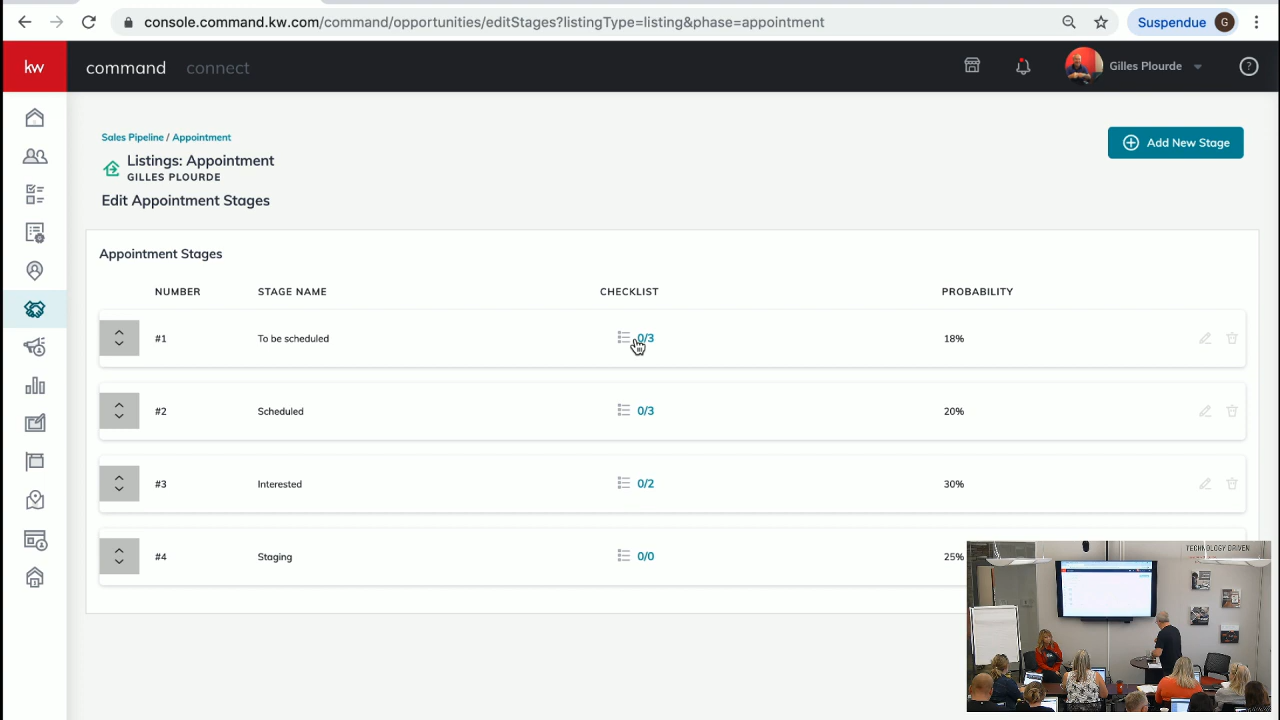 console.command.kw.com/command/opportunities/editStages?listingType=listing&phase=appointment
Suspendue G
kw command connect Gilles Plourde ?
Sales Pipeline / Appointment
Listings: Appointment
GILLES PLOURDE
Add New Stage
Edit Appointment Stages
Appointment Stages
NUMBER STAGE NAME CHECKLIST PROBABILITY
#1 To be scheduled 0/3 18%
#2 Scheduled 0/3 20%
#3 Interested 0/2 30%
#4 Staging 0/0 25%
TECHNOLOGY DRIVEN